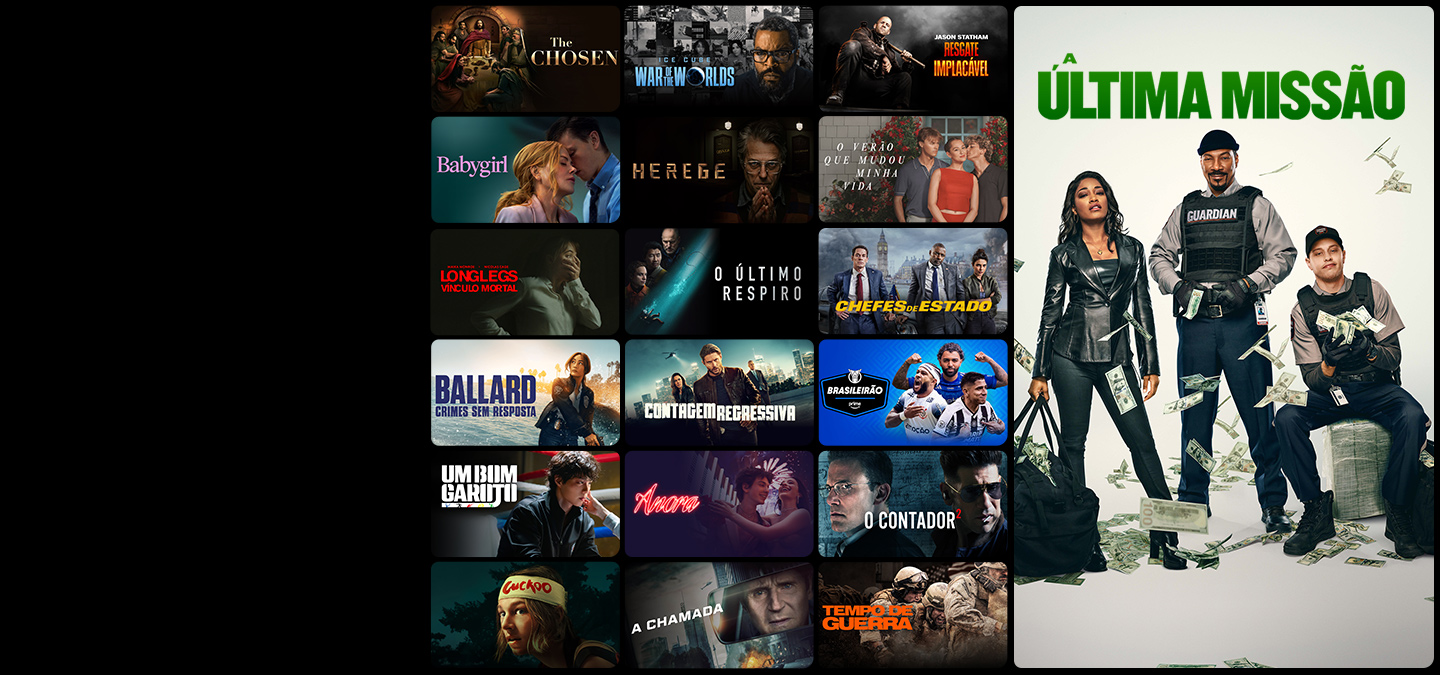 The
CHOSEN
ICE CUBE
WAR OF THE WORLDS
JASON STATHAM
RESGATE
IMPLACÁVEL
Babygirl
HEREGE
O VERÃO
QUE MUDOU
MINHA
VIDA
LONGLEGS
VÍNCULO MORTAL
O ÚLTIMO
RESPIRO
CHEFES DE ESTADO
BALLARD
CRIMES SEM RESPOSTA
CONTAGEM REGRESSIVA
BRASILEIRÃO
prime
UM BOM
GAROTO
Anora
O CONTADOR²
CUCKOO
A CHAMADA
TEMPO DE
GUERRA
A
ÚLTIMA MISSÃO
GUARDIAN